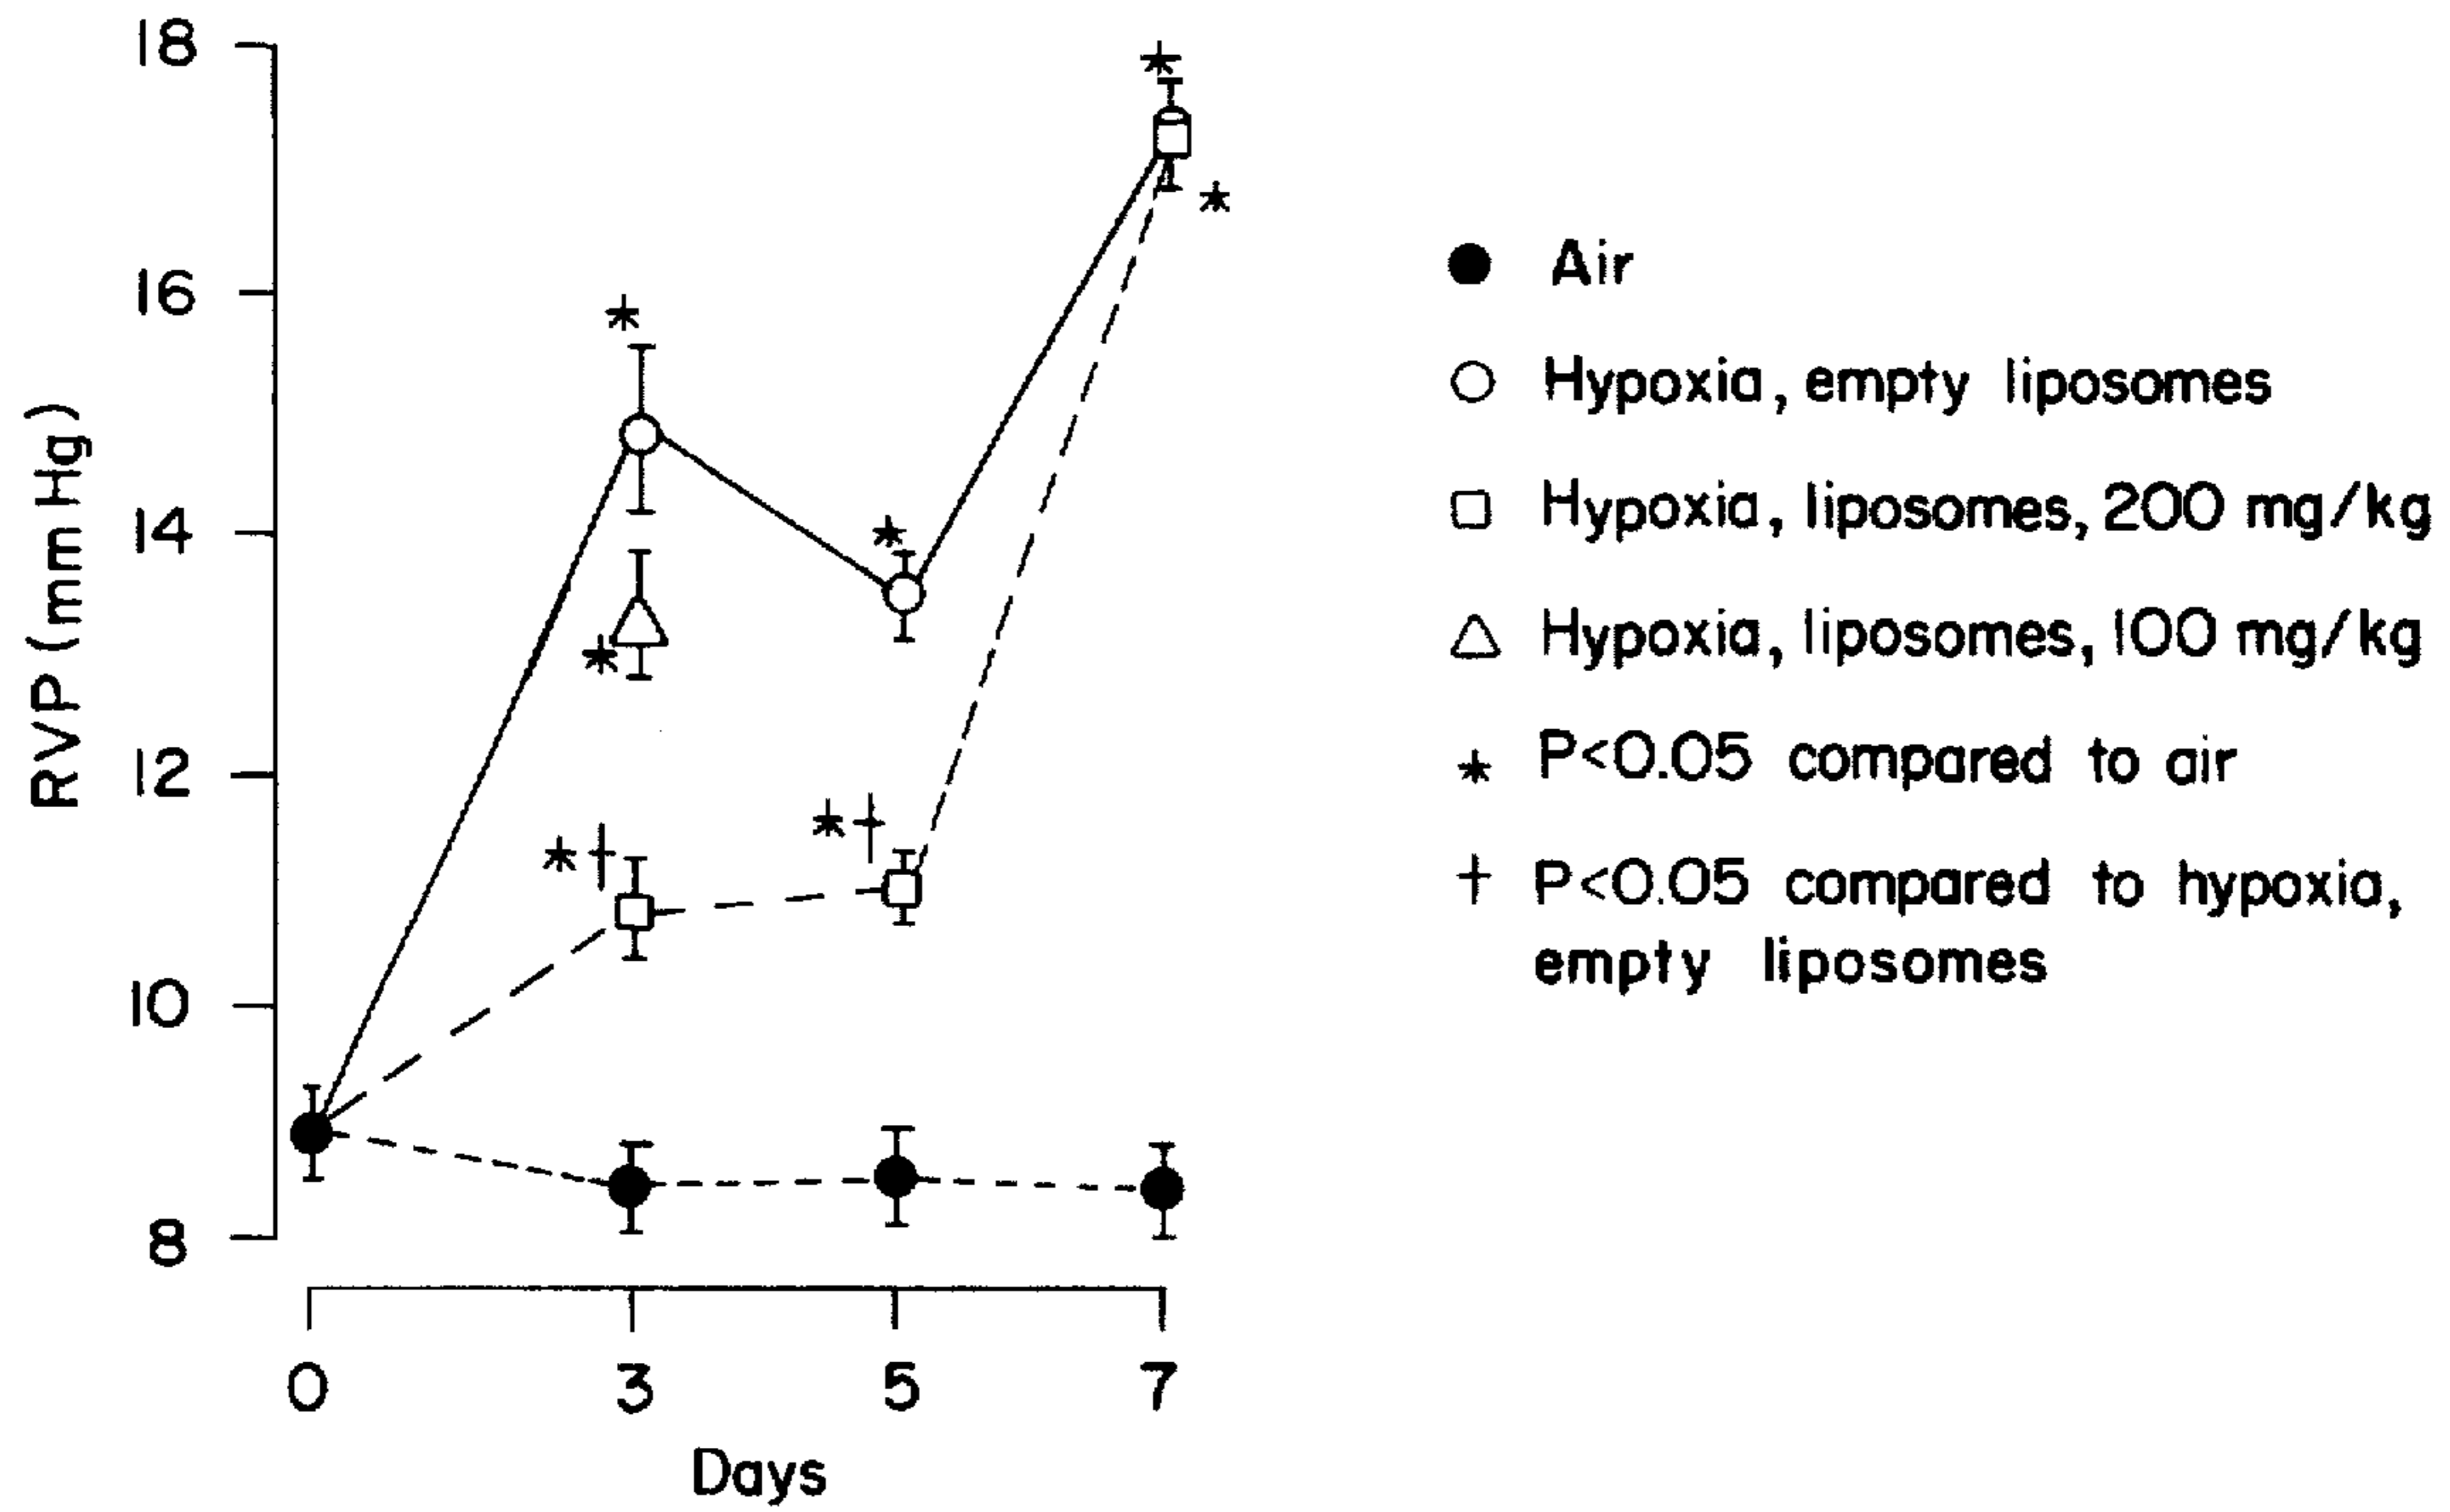 RVP (mm Hg)
18
16
14
12
10
8
0 3 5 7
Days
* 
* 
* 
* 
* 
*†
*†
● Air
○ Hypoxia, empty liposomes
□ Hypoxia, liposomes, 200 mg/kg
△ Hypoxia, liposomes, 100 mg/kg
* P<0.05 compared to air
† P<0.05 compared to hypoxia,
empty liposomes